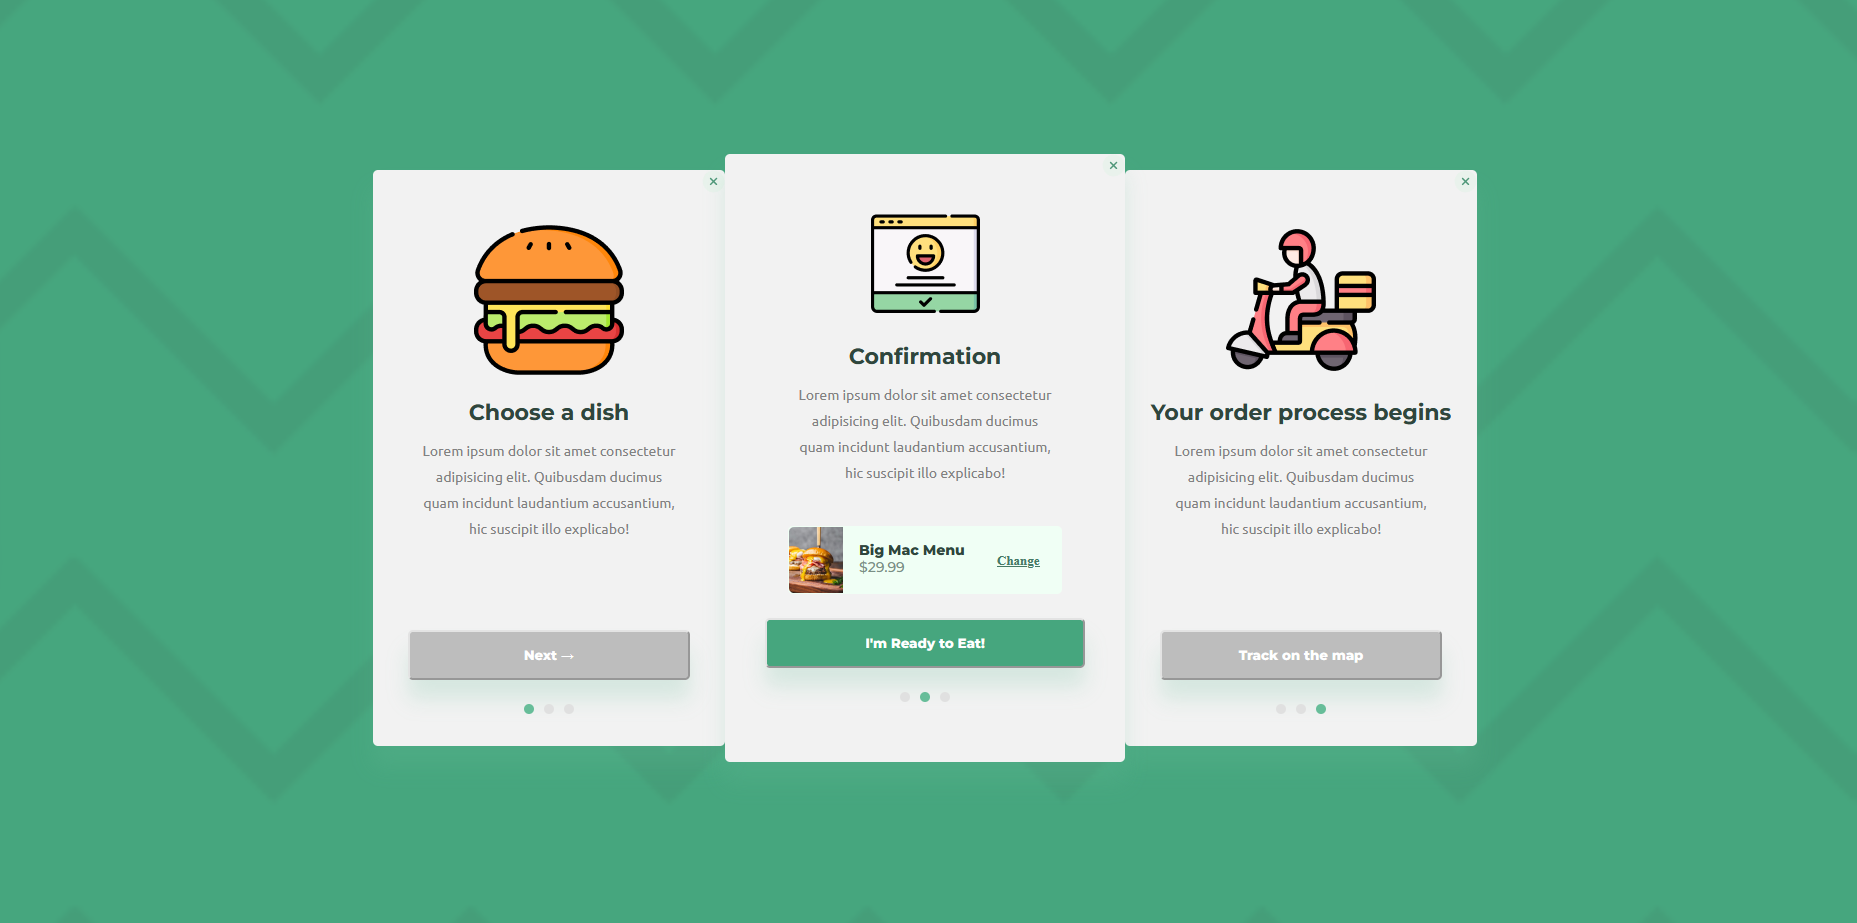 ×
Choose a dish
Lorem ipsum dolor sit amet consectetur
adipisicing elit. Quibusdam ducimus
quam incidunt laudantium accusantium,
hic suscipit illo explicabo!
Next →
×
Confirmation
Lorem ipsum dolor sit amet consectetur
adipisicing elit. Quibusdam ducimus
quam incidunt laudantium accusantium,
hic suscipit illo explicabo!
Big Mac Menu
$29.99
Change
I'm Ready to Eat!
×
Your order process begins
Lorem ipsum dolor sit amet consectetur
adipisicing elit. Quibusdam ducimus
quam incidunt laudantium accusantium,
hic suscipit illo explicabo!
Track on the map